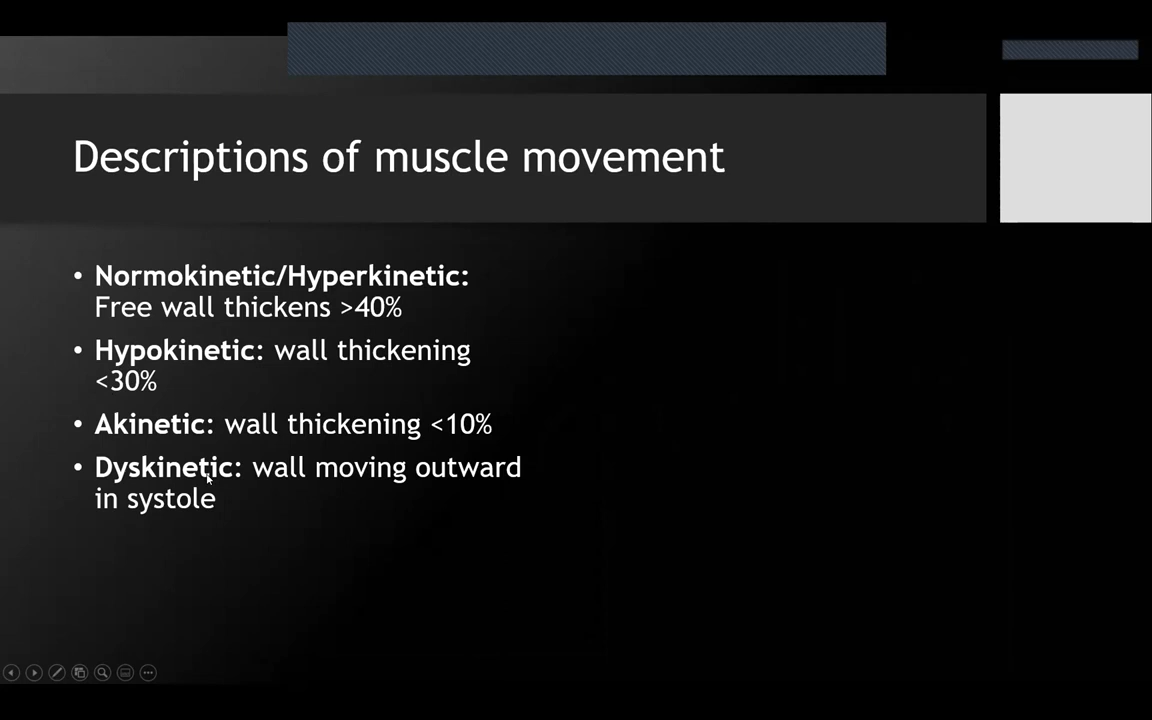 Descriptions of muscle movement
• Normokinetic/Hyperkinetic:
Free wall thickens >40%
• Hypokinetic: wall thickening
<30%
• Akinetic: wall thickening <10%
• Dyskinetic: wall moving outward
in systole